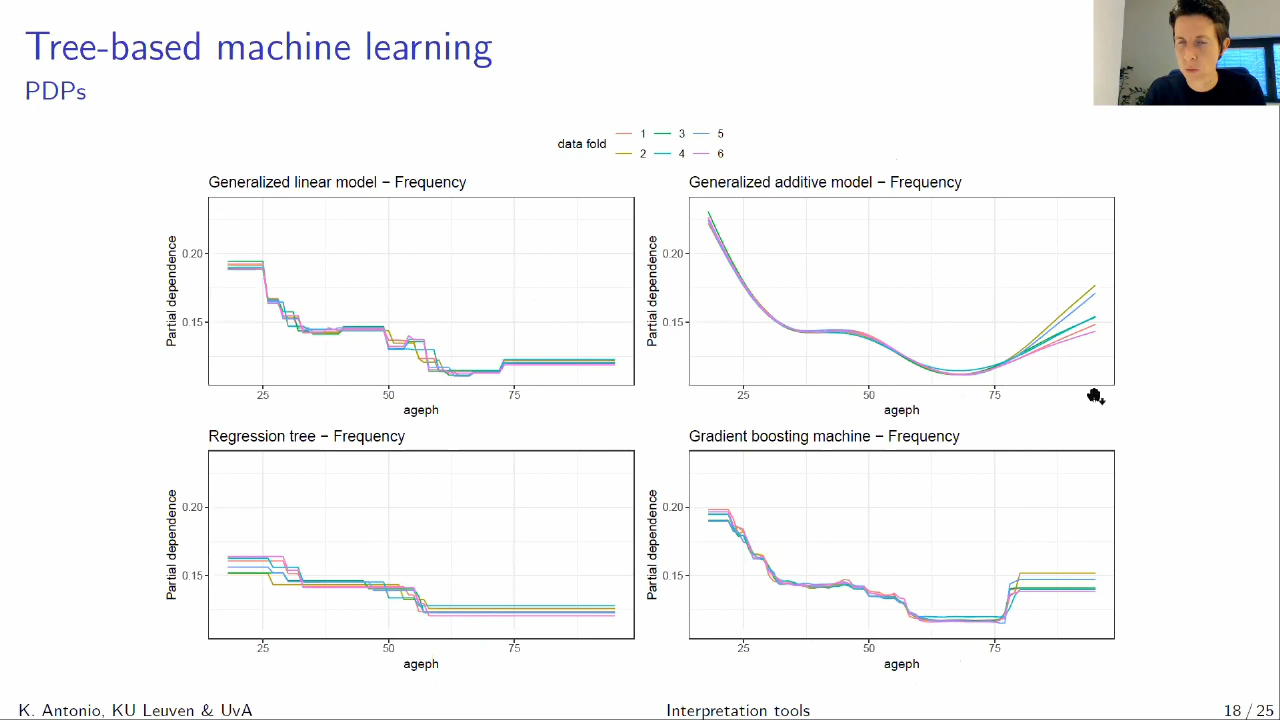 Tree-based machine learning
PDPs
data fold 1 3 5
2 4 6
Generalized linear model − Frequency
Partial dependence
0.20
0.15
25 50 75
ageph
Generalized additive model − Frequency
Partial dependence
0.20
0.15
25 50 75
ageph
Regression tree − Frequency
Partial dependence
0.20
0.15
25 50 75
ageph
Gradient boosting machine − Frequency
Partial dependence
0.20
0.15
25 50 75
ageph
K. Antonio, KU Leuven & UvA Interpretation tools 18 / 25